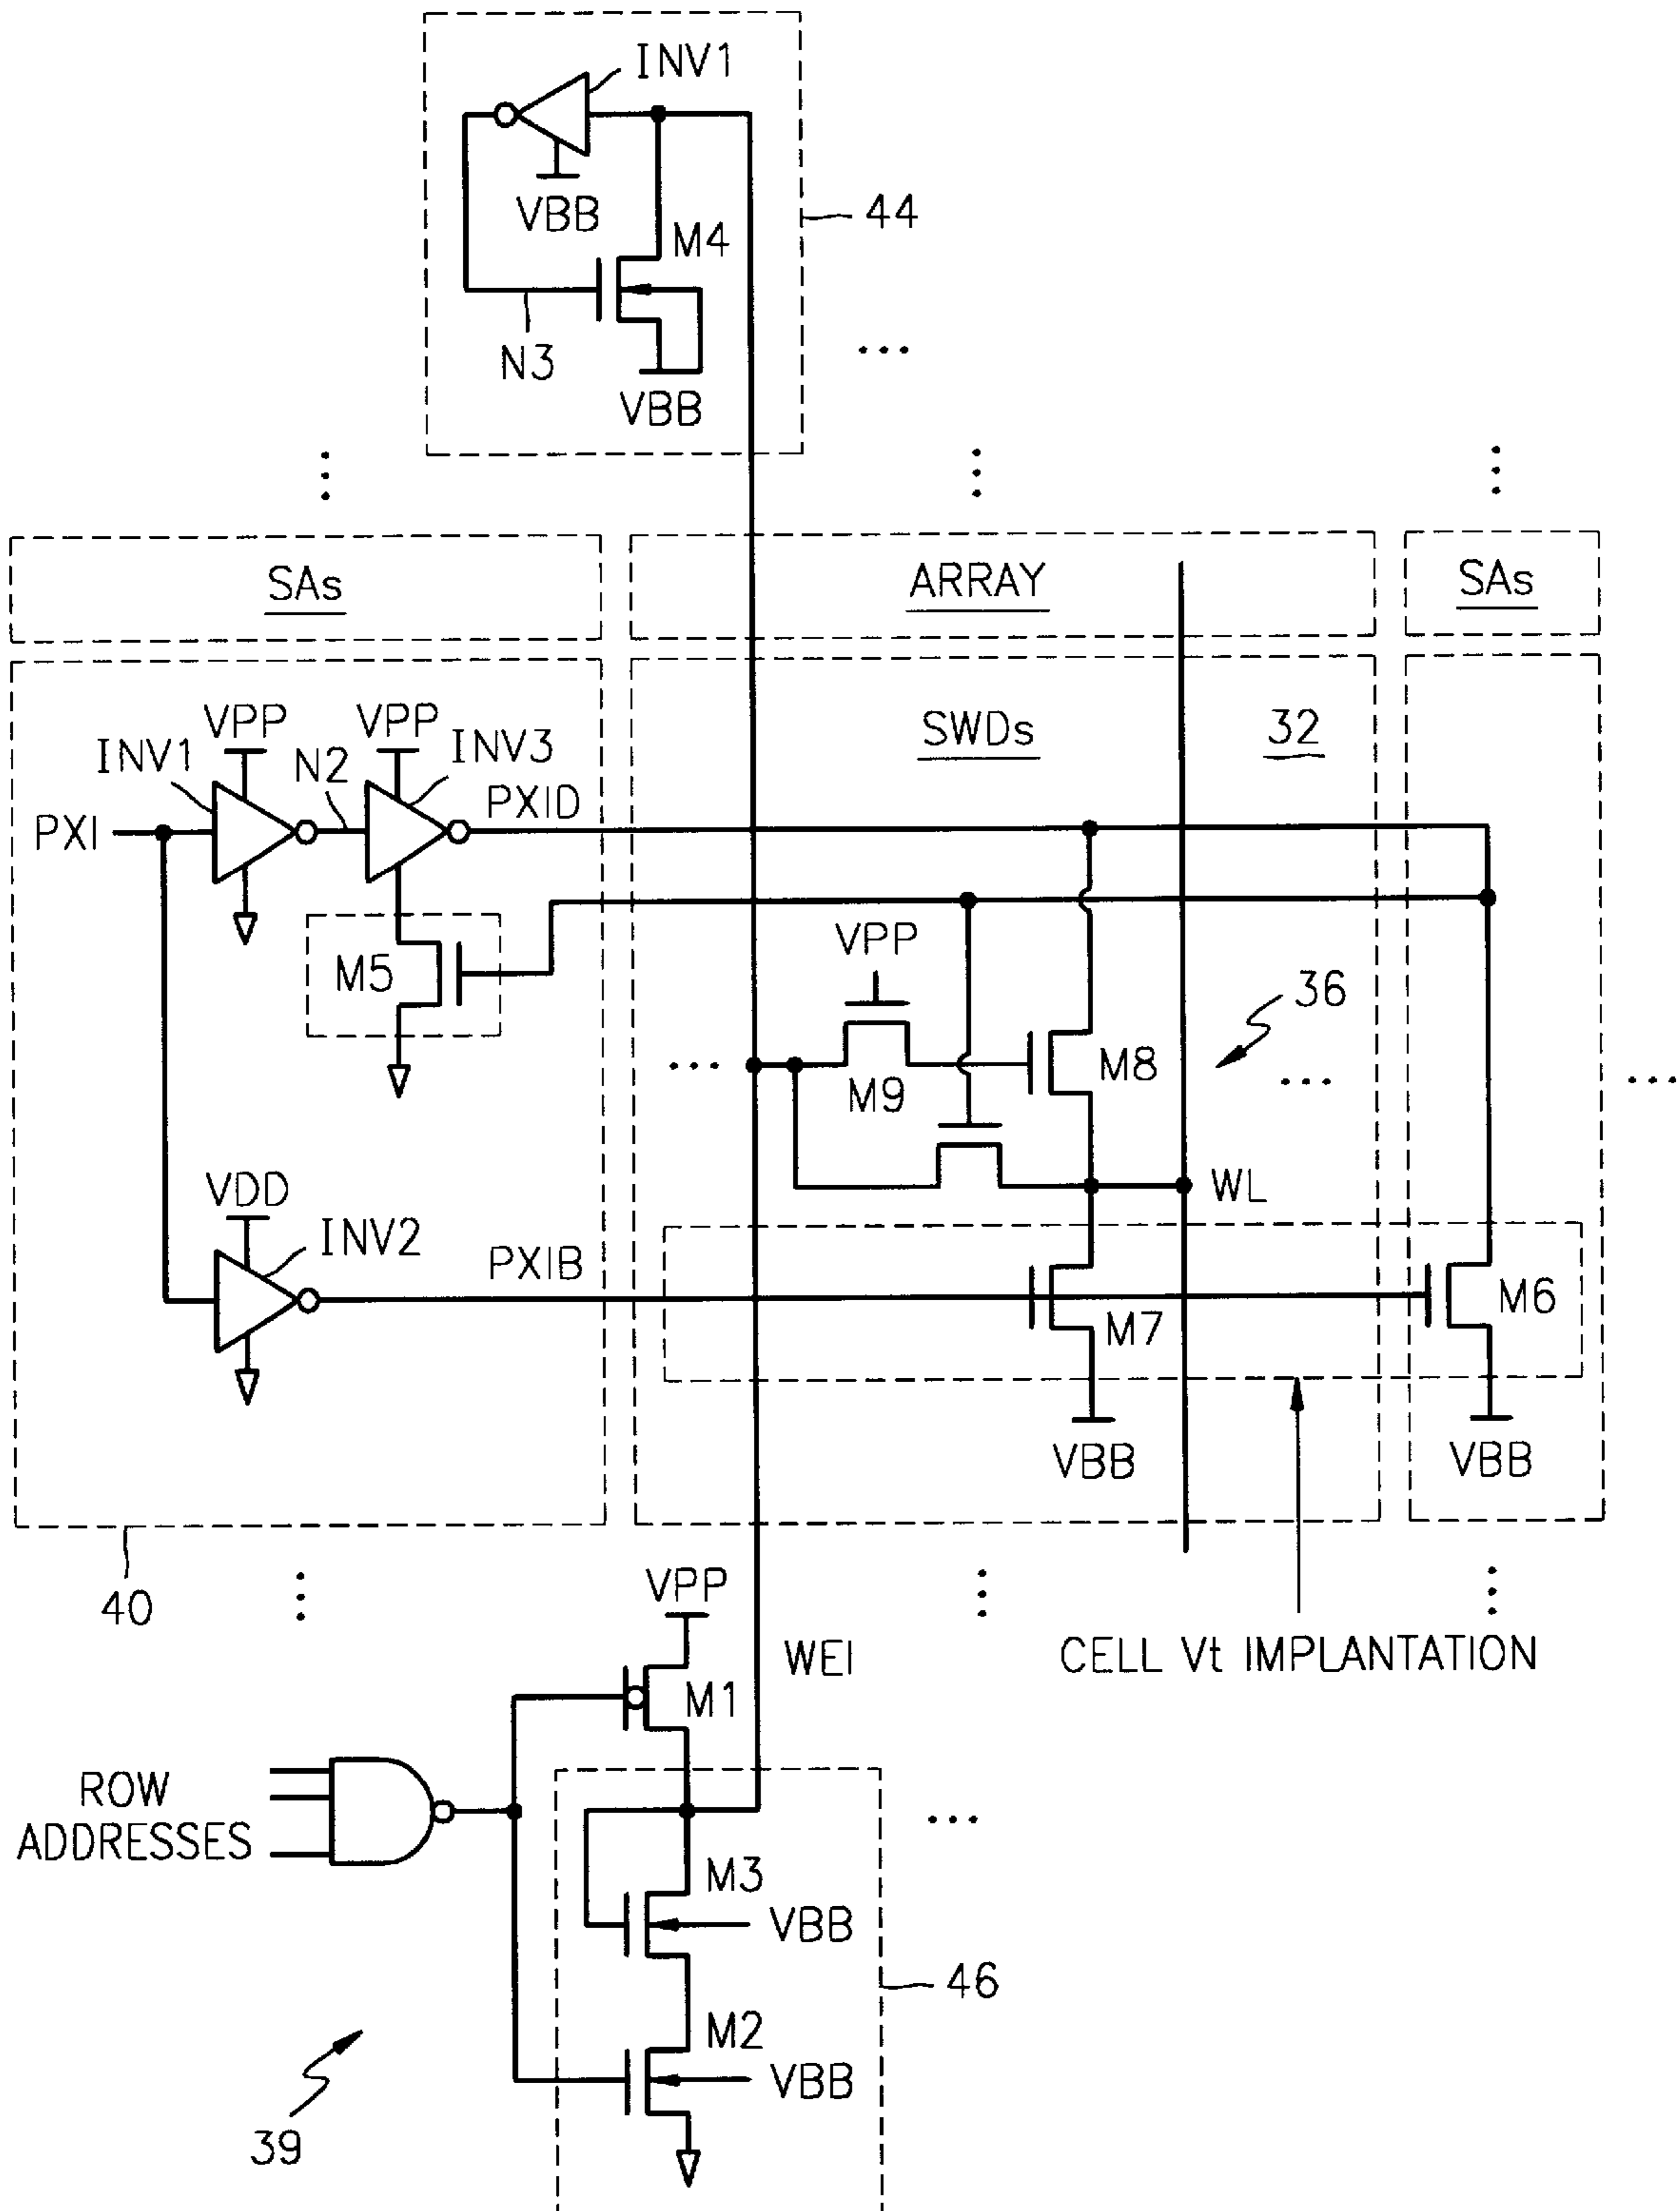 INV1
VBB
M4
44
N3
VBB
SAs
ARRAY
SAs
VPP
VPP
SWDs
32
INV1
N2
INV3
PXID
PXI
M5
VPP
36
M9
M8
VDD
WL
INV2
PXIB
M7
M6
VBB
VBB
40
VPP
WEI
CELL Vt IMPLANTATION
M1
ROW
ADDRESSES
M3
VBB
46
M2
VBB
39